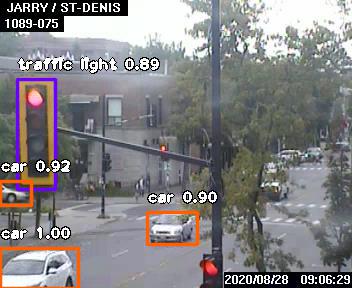 JARRY / ST-DENIS
1089-075
traffic light 0.89
car 0.92
car 0.90
car 1.00
2020/08/28 09:06:29